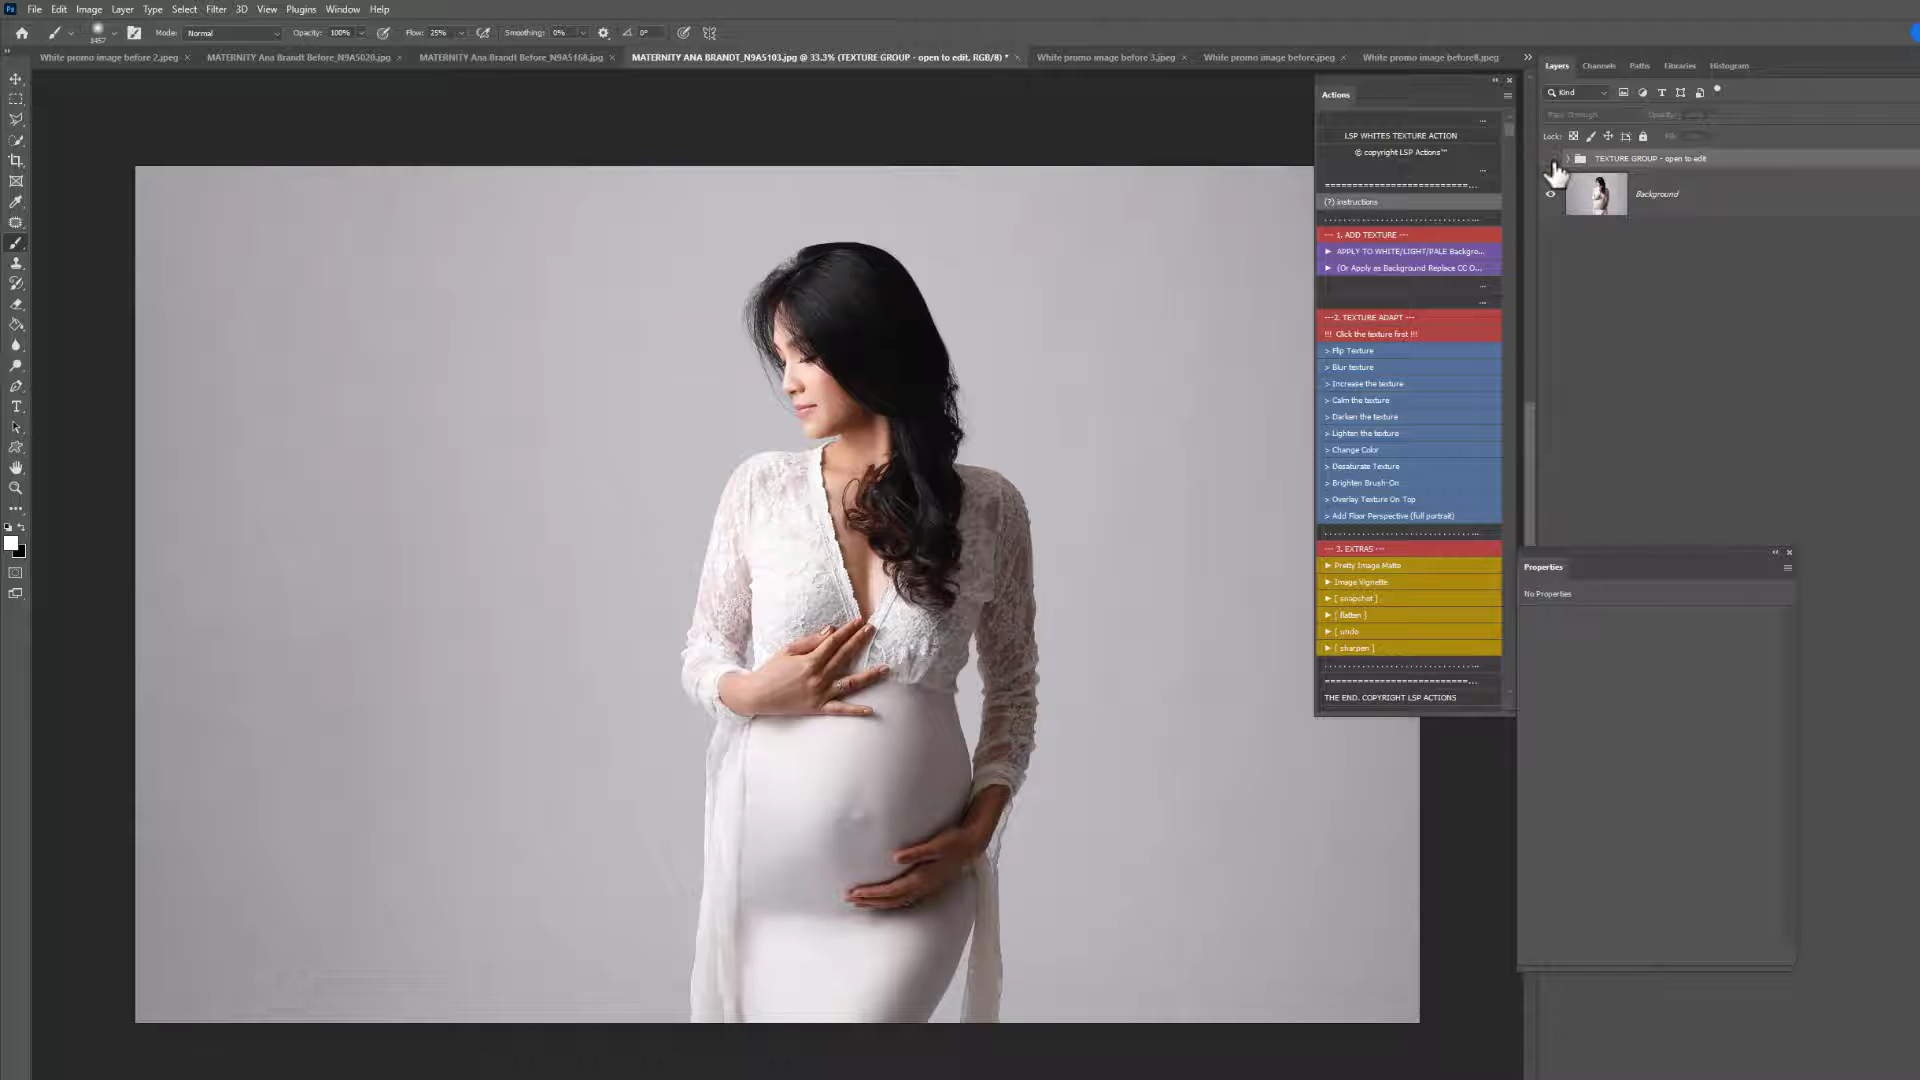 Ps File Edit Image Layer Type Select Filter 3D View Plugins Window Help
1457 Mode: Normal Opacity: 100% Flow: 25% Smoothing: 0% 0°
White promo image before 2.jpeg × MATERNITY Ana Brandt Before_N9A5020.jpg × MATERNITY Ana Brandt Before_N9A5168.jpg × MATERNITY ANA BRANDT_N9A5103.jpg @ 33.3% (TEXTURE GROUP - open to edit, RGB/8) * × White promo image before 3.jpeg × White promo image before.jpeg × White promo image before8.jpeg
Actions
...
LSP WHITES TEXTURE ACTION
© copyright LSP Actions™
...
==========================...
(?) instructions
. . . . . . . . . . . . . . . . . . . . . . . . . . . . ...
--- 1. ADD TEXTURE ---
APPLY TO WHITE/LIGHT/PALE Backgro...
(Or Apply as Background Replace CC O...
...
...
---2. TEXTURE ADAPT ---
!!! Click the texture first !!!
> Flip Texture
> Blur texture
> Increase the texture
> Calm the texture
> Darken the texture
> Lighten the texture
> Change Color
> Desaturate Texture
> Brighten Brush-On
> Overlay Texture On Top
> Add Floor Perspective (full portrait)
. . . . . . . . . . . . . . . . . . . . . . . . . . . . ...
--- 3. EXTRAS ---
Pretty Image Matte
Image Vignette
[ snapshot ]
[ flatten ]
[ undo
[ sharpen ]
. . . . . . . . . . . . . . . . . . . . . . . . . . . . ...
==========================...
THE END. COPYRIGHT LSP ACTIONS
Layers Channels Paths Libraries Histogram
Kind
Pass Through Opacity:
Lock: Fill:
TEXTURE GROUP - open to edit
Background
Properties
No Properties